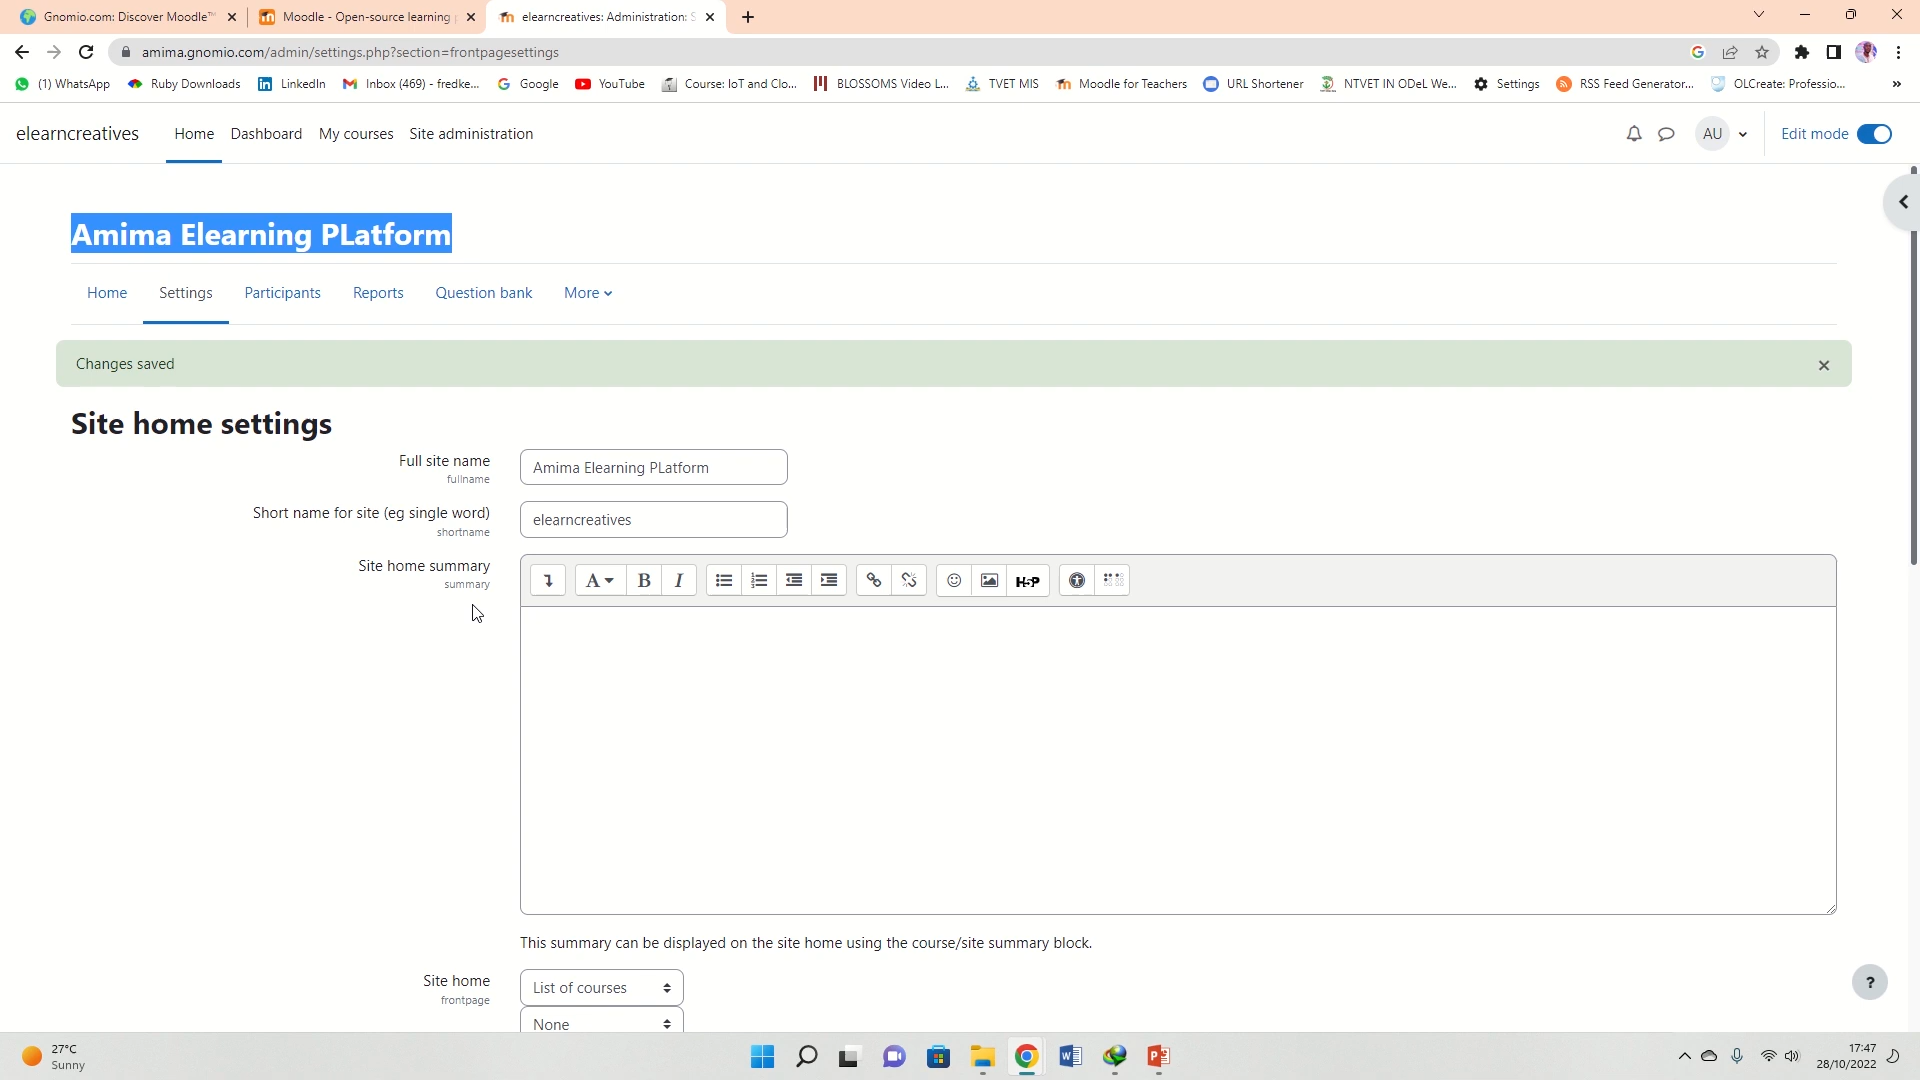 Gnomio.com: Discover Moodle™
Moodle - Open-source learning p
elearncreatives: Administration: S
amima.gnomio.com/admin/settings.php?section=frontpagesettings
(1) WhatsApp
Ruby Downloads
LinkedIn
Inbox (469) - fredke...
Google
YouTube
Course: IoT and Clo...
BLOSSOMS Video L...
TVET MIS
Moodle for Teachers
URL Shortener
NTVET IN ODeL We...
Settings
RSS Feed Generator...
OLCreate: Professio...
»
elearncreatives
Home
Dashboard
My courses
Site administration
AU
Edit mode
Amima Elearning PLatform
Home
Settings
Participants
Reports
Question bank
More
Changes saved
Site home settings
Full site name
fullname
Amima Elearning PLatform
Short name for site (eg single word)
shortname
elearncreatives
Site home summary
summary
A
B
I
H5P
This summary can be displayed on the site home using the course/site summary block.
Site home
frontpage
List of courses
None
?
27°C
Sunny
17:47
28/10/2022